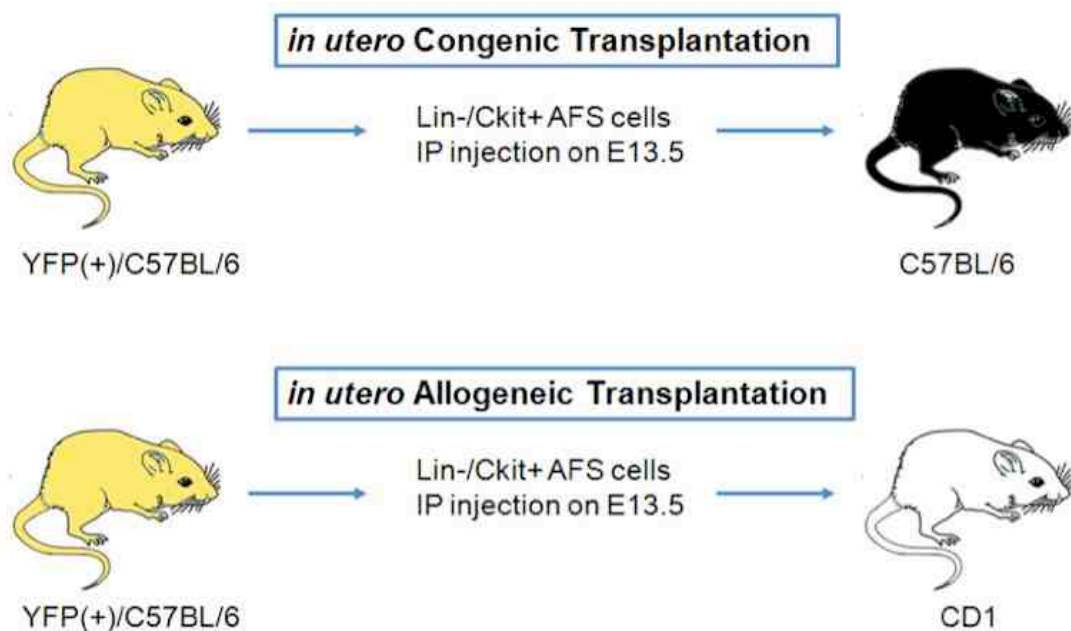 in utero Congenic Transplantation
Lin-/Ckit+ AFS cells
IP injection on E13.5
YFP(+)/C57BL/6
C57BL/6
in utero Allogeneic Transplantation
Lin-/Ckit+ AFS cells
IP injection on E13.5
YFP(+)/C57BL/6
CD1